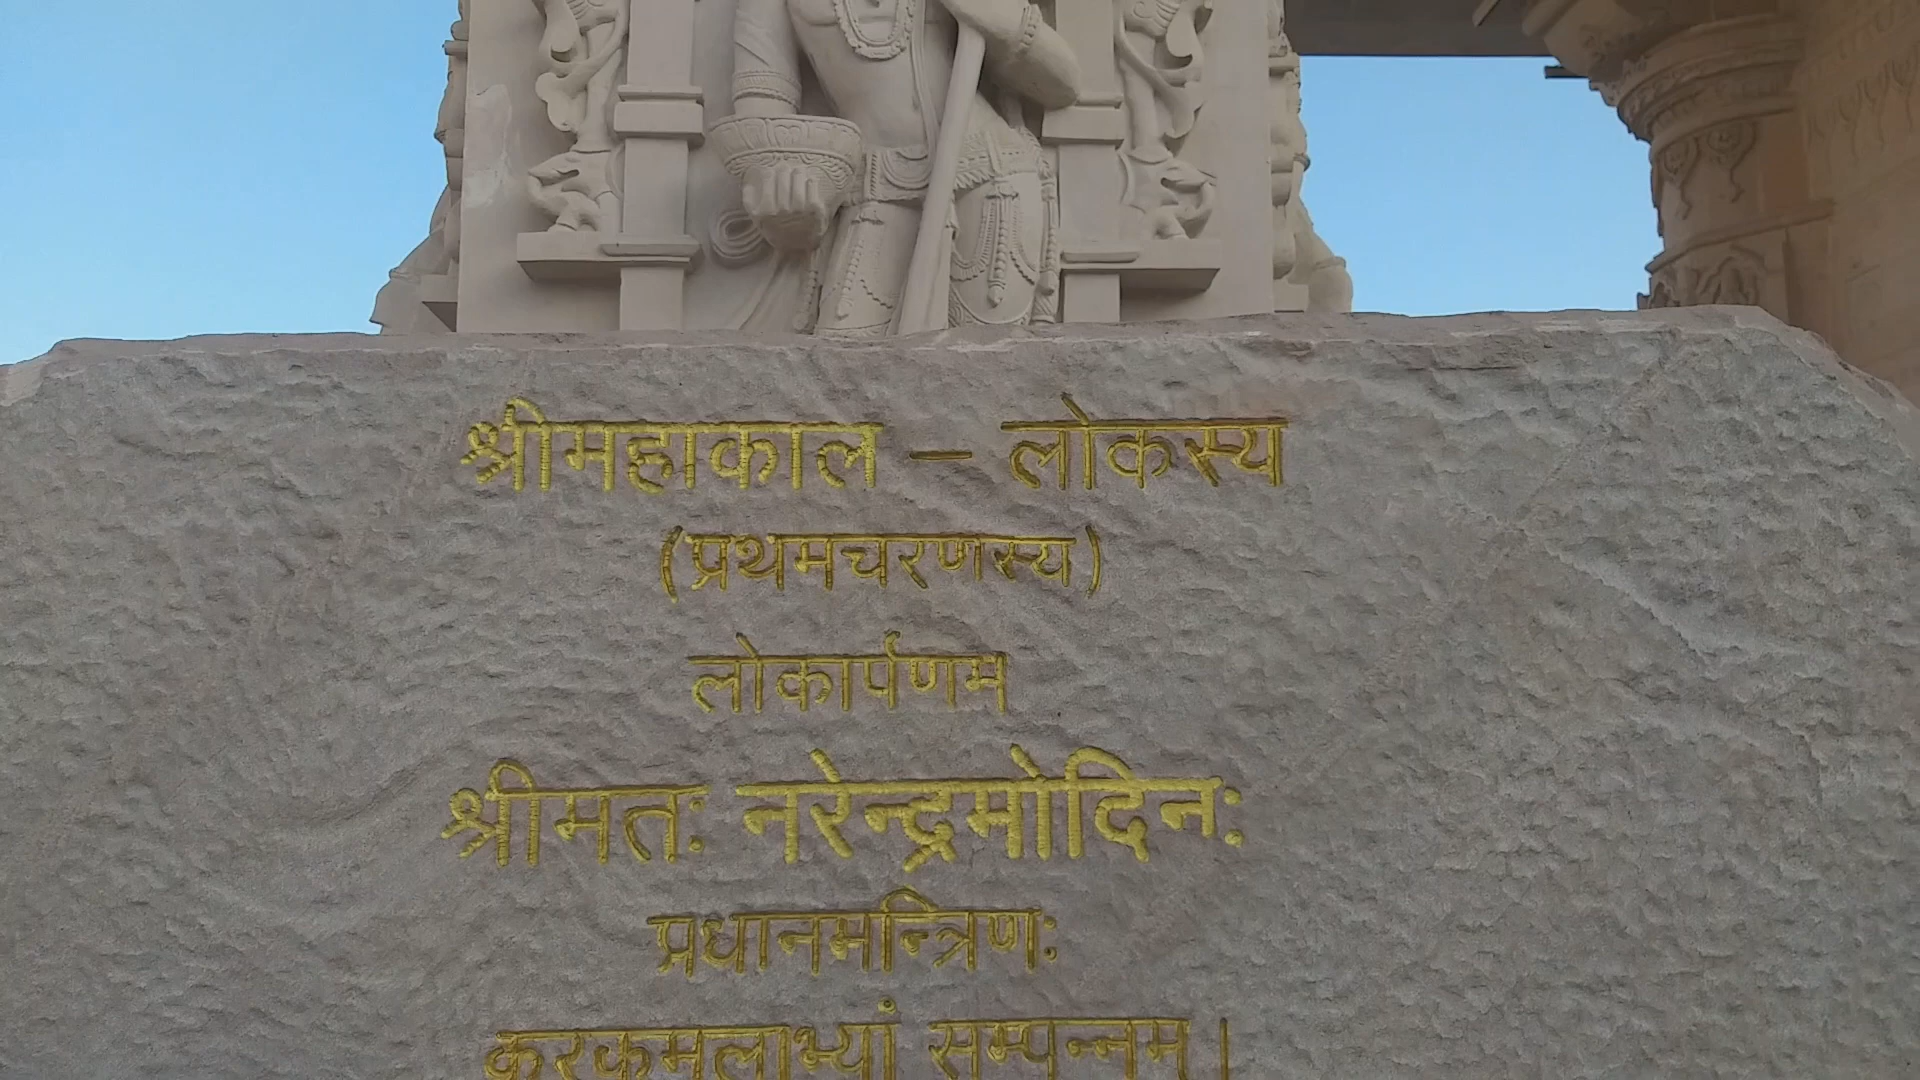 श्रीमहाकाल – लोकस्य
(प्रथमचरणस्य)
लोकार्पणम
श्रीमतः नरेन्द्रमोदिनः
प्रधानमन्त्रिणः
करकमलाभ्यां सम्पन्नम् ।